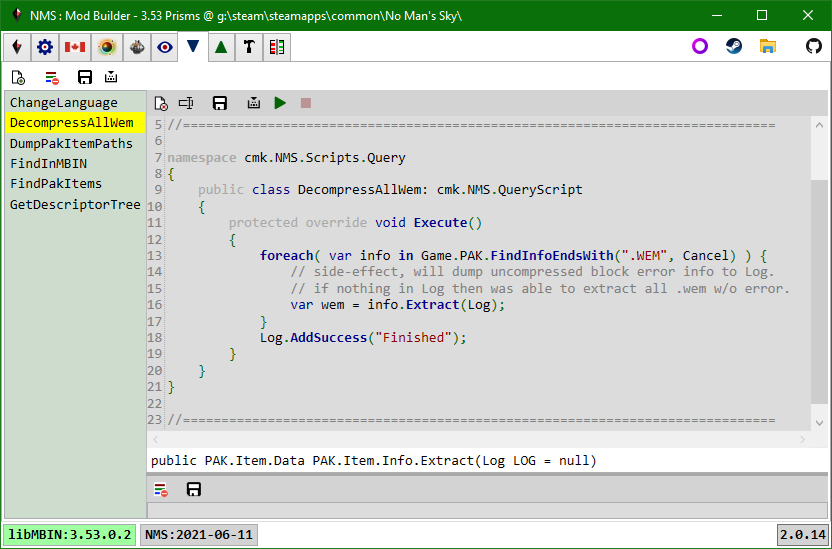 NMS : Mod Builder - 3.53 Prisms @ g:\steam\steamapps\common\No Man's Sky\
ChangeLanguage
DecompressAllWem
DumpPakItemPaths
FindInMBIN
FindPakItems
GetDescriptorTree
5 //===========================================================================
6
7 namespace cmk.NMS.Scripts.Query
8 {
9 public class DecompressAllWem: cmk.NMS.QueryScript
10 {
11 protected override void Execute()
12 {
13 foreach( var info in Game.PAK.FindInfoEndsWith(".WEM", Cancel) ) {
14 // side-effect, will dump uncompressed block error info to Log.
15 // if nothing in Log then was able to extract all .wem w/o error.
16 var wem = info.Extract(Log);
17 }
18 Log.AddSuccess("Finished");
19 }
20 }
21 }
22
23 //===========================================================================
public PAK.Item.Data PAK.Item.Info.Extract(Log LOG = null)
libMBIN:3.53.0.2 NMS:2021-06-11 2.0.14